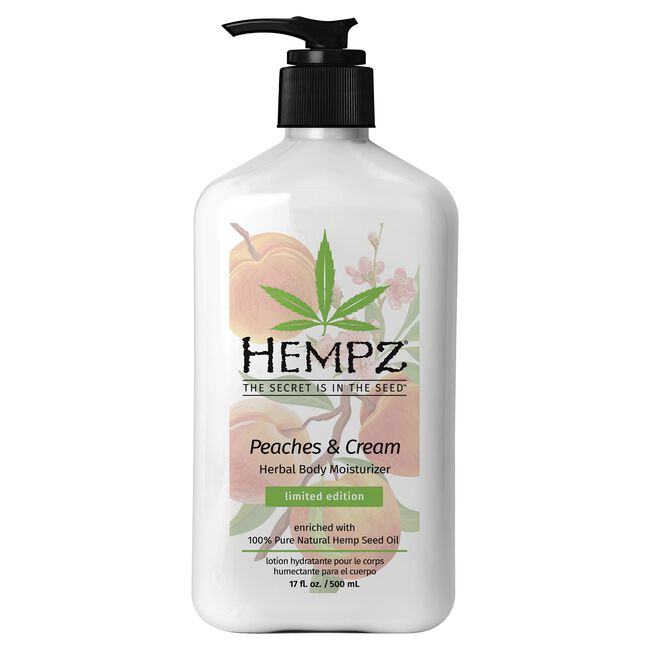 HEMPZ
THE SECRET IS IN THE SEED™
Peaches & Cream
Herbal Body Moisturizer
limited edition
enriched with
100% Pure Natural Hemp Seed Oil
lotion hydratante pour le corps
humectante para el cuerpo
17 fl. oz. / 500 mL